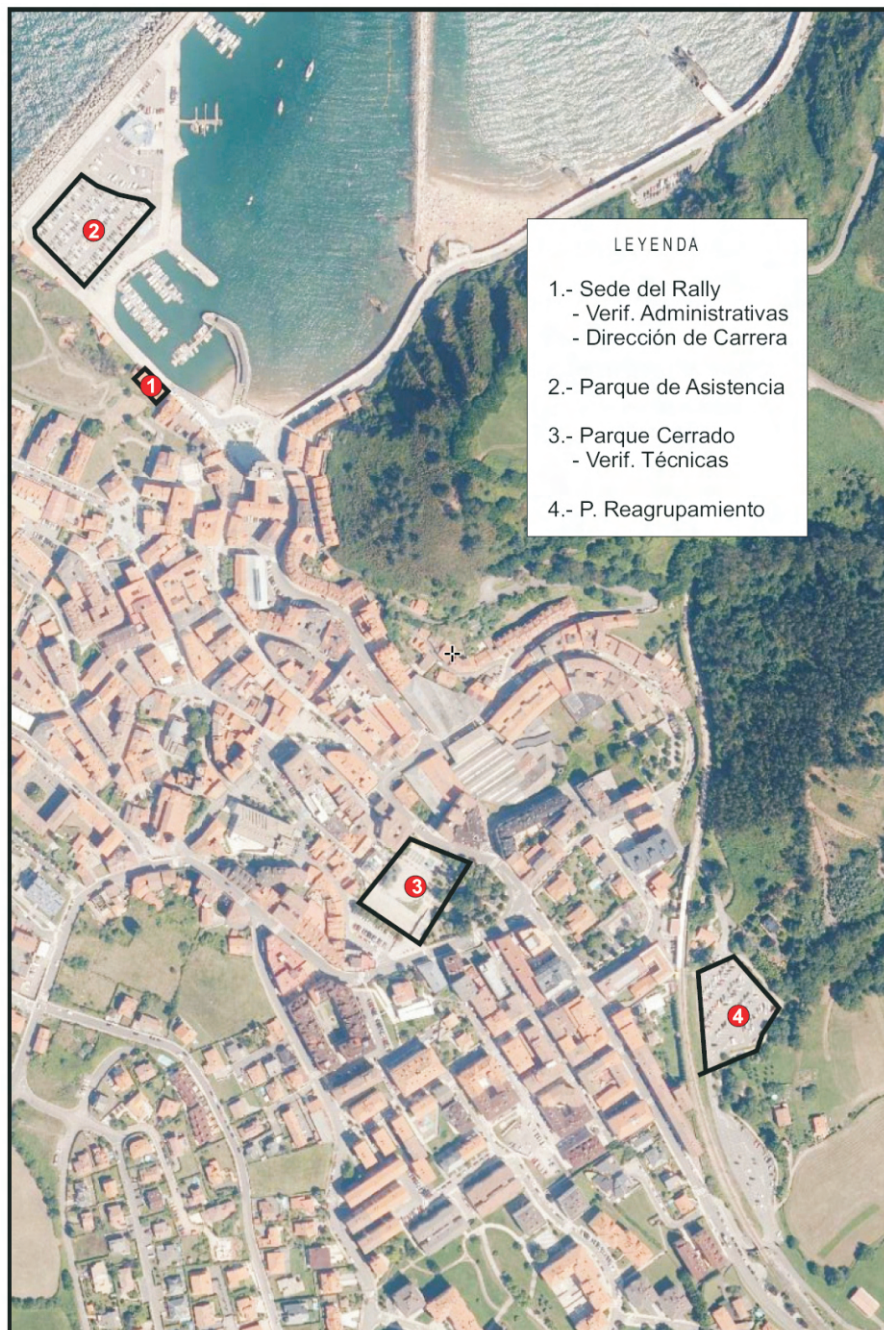 LEYENDA
1.- Sede del Rally
- Verif. Administrativas
- Dirección de Carrera
2.- Parque de Asistencia
3.- Parque Cerrado
- Verif. Técnicas
4.- P. Reagrupamiento
2
1
3
4